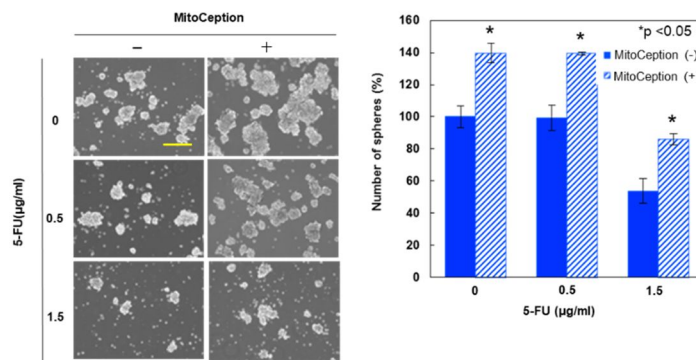 MitoCeption
− +
5-FU(µg/ml)
0
0.5
1.5
Number of spheres (%)
160
140
120
100
80
60
40
20
0
* * *
*p <0.05
MitoCeption (-)
MitoCeption (+
0 0.5 1.5
5-FU (µg/ml)